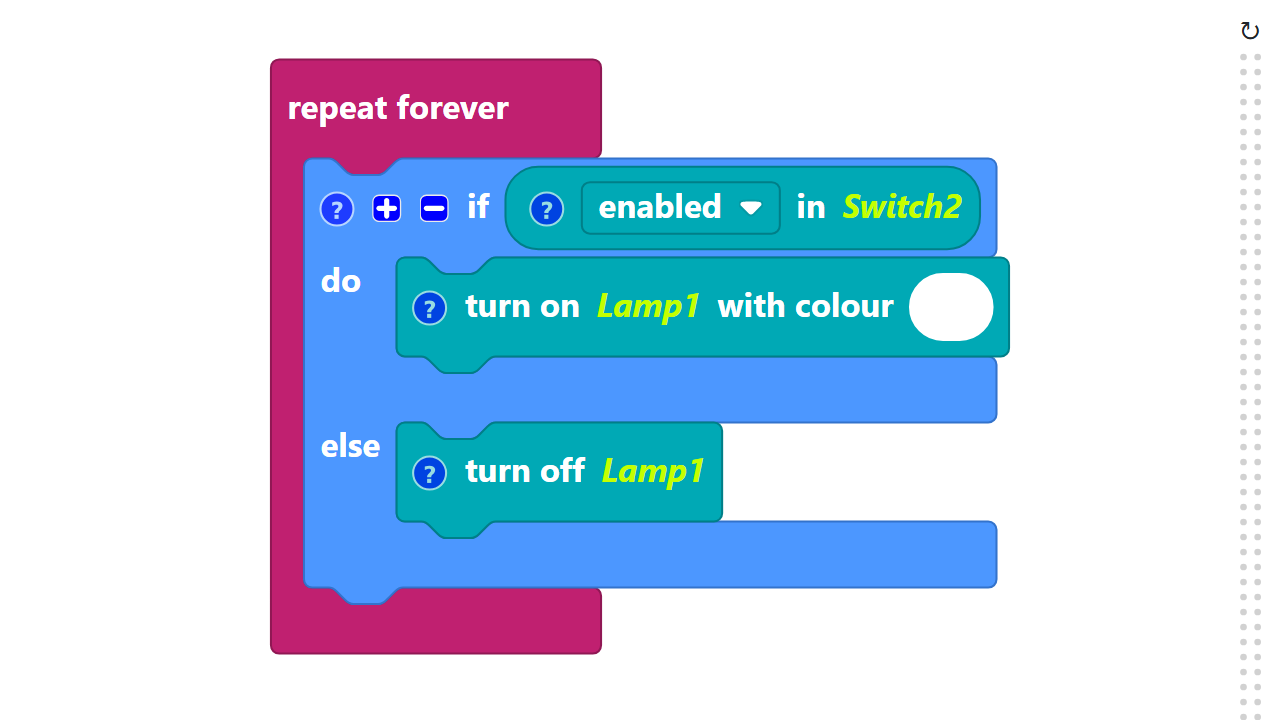 ↻
repeat forever
? + − if ? enabled in Switch2
do ? turn on Lamp1 with colour
else ? turn off Lamp1